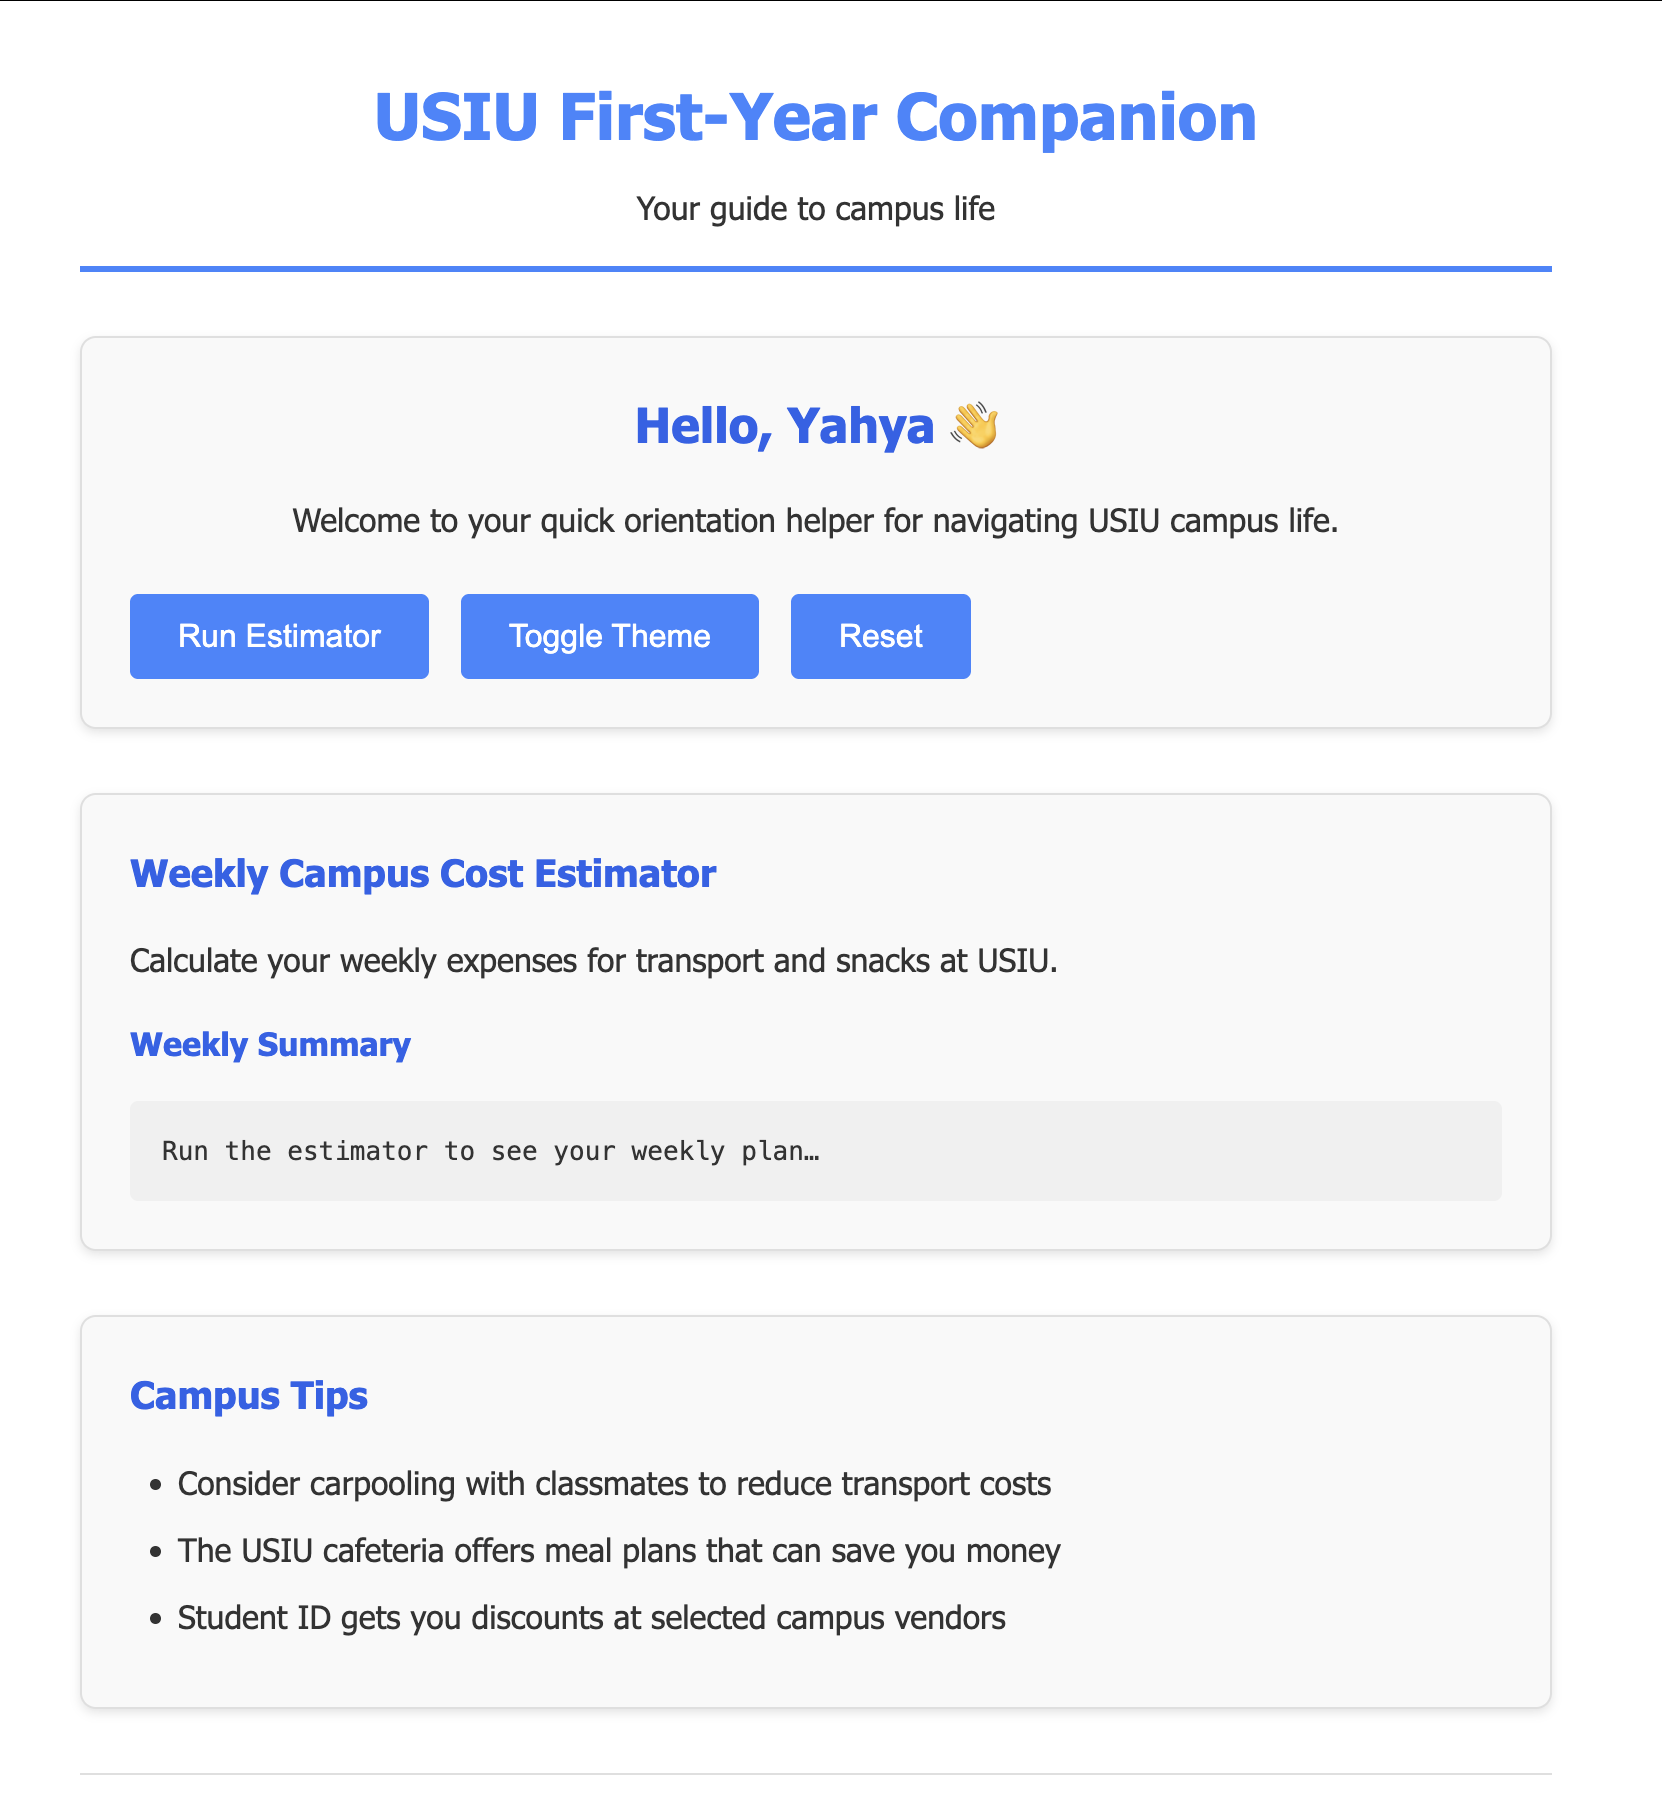 USIU First-Year Companion
Your guide to campus life
Hello, Yahya 👋
Welcome to your quick orientation helper for navigating USIU campus life.
Run Estimator Toggle Theme Reset
Weekly Campus Cost Estimator
Calculate your weekly expenses for transport and snacks at USIU.
Weekly Summary
Run the estimator to see your weekly plan…
Campus Tips
• Consider carpooling with classmates to reduce transport costs
• The USIU cafeteria offers meal plans that can save you money
• Student ID gets you discounts at selected campus vendors